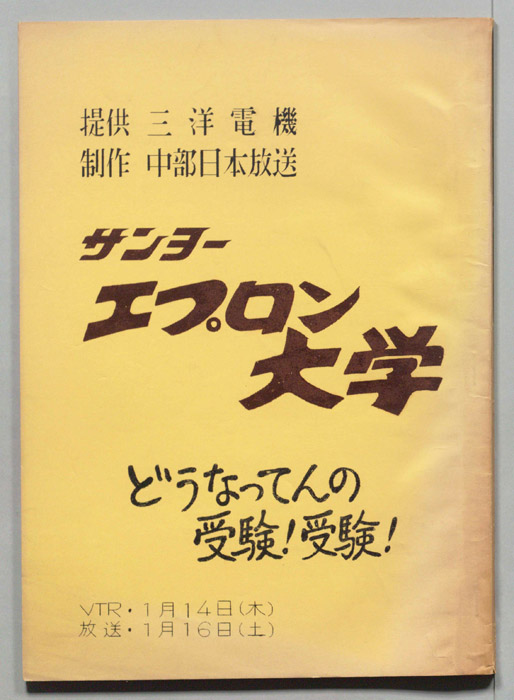 提供 三洋電機
制作 中部日本放送
サンヨー
エプロン
大学
どうなってんの
受験!受験!
VTR・1月14日(木)
放送・1月16日(土)